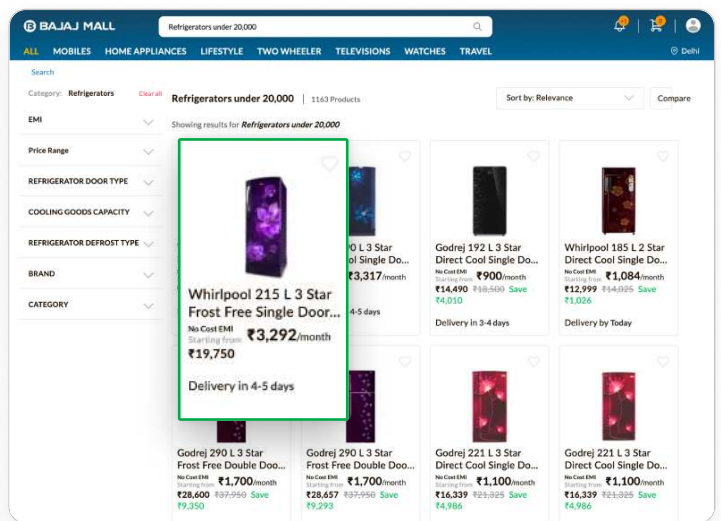 BAJAJ MALL
Refrigerators under 20,000
ALL MOBILES HOME APPLIANCES LIFESTYLE TWO WHEELER TELEVISIONS WATCHES TRAVEL
Delhi
Search
Category: Refrigerators Clear all
EMI
Price Range
REFRIGERATOR DOOR TYPE
COOLING GOODS CAPACITY
REFRIGERATOR DEFROST TYPE
BRAND
CATEGORY
Refrigerators under 20,000 | 1163 Products
Sort by: Relevance
Compare
Showing results for Refrigerators under 20,000
Whirlpool 215 L 3 Star
Frost Free Single Door...
No Cost EMI
Starting from ₹3,292/month
₹19,750
Delivery in 4-5 days
0 L 3 Star
ol Single Do...
₹3,317/month
4-5 days
Godrej 192 L 3 Star
Direct Cool Single Do...
No Cost EMI
Starting from ₹900/month
₹14,490 ₹18,500 Save
₹4,010
Delivery in 3-4 days
Whirlpool 185 L 2 Star
Direct Cool Single Do...
No Cost EMI
Starting from ₹1,084/month
₹12,999 ₹14,025 Save
₹1,026
Delivery by Today
Godrej 290 L 3 Star
Frost Free Double Doo...
No Cost EMI
Starting from ₹1,700/month
₹28,600 ₹37,950 Save
₹9,350
Godrej 290 L 3 Star
Frost Free Double Doo...
No Cost EMI
Starting from ₹1,700/month
₹28,657 ₹37,950 Save
₹9,293
Godrej 221 L 3 Star
Direct Cool Single Do...
No Cost EMI
Starting from ₹1,100/month
₹16,339 ₹21,325 Save
₹4,986
Godrej 221 L 3 Star
Direct Cool Single Do...
No Cost EMI
Starting from ₹1,100/month
₹16,339 ₹21,325 Save
₹4,986